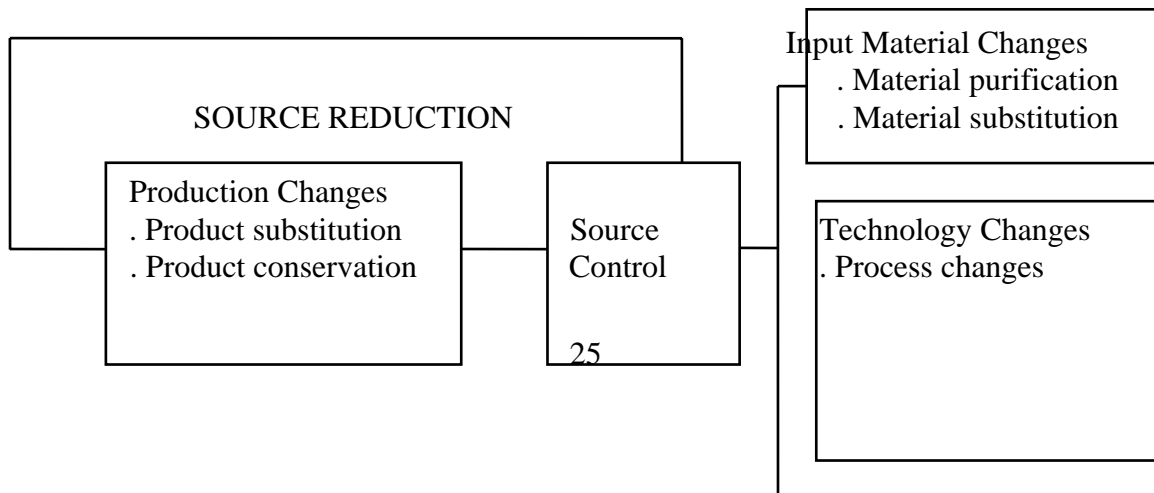 SOURCE REDUCTION
Production Changes
. Product substitution
. Product conservation
Source
Control
25
Input Material Changes
. Material purification
. Material substitution
Technology Changes
. Process changes